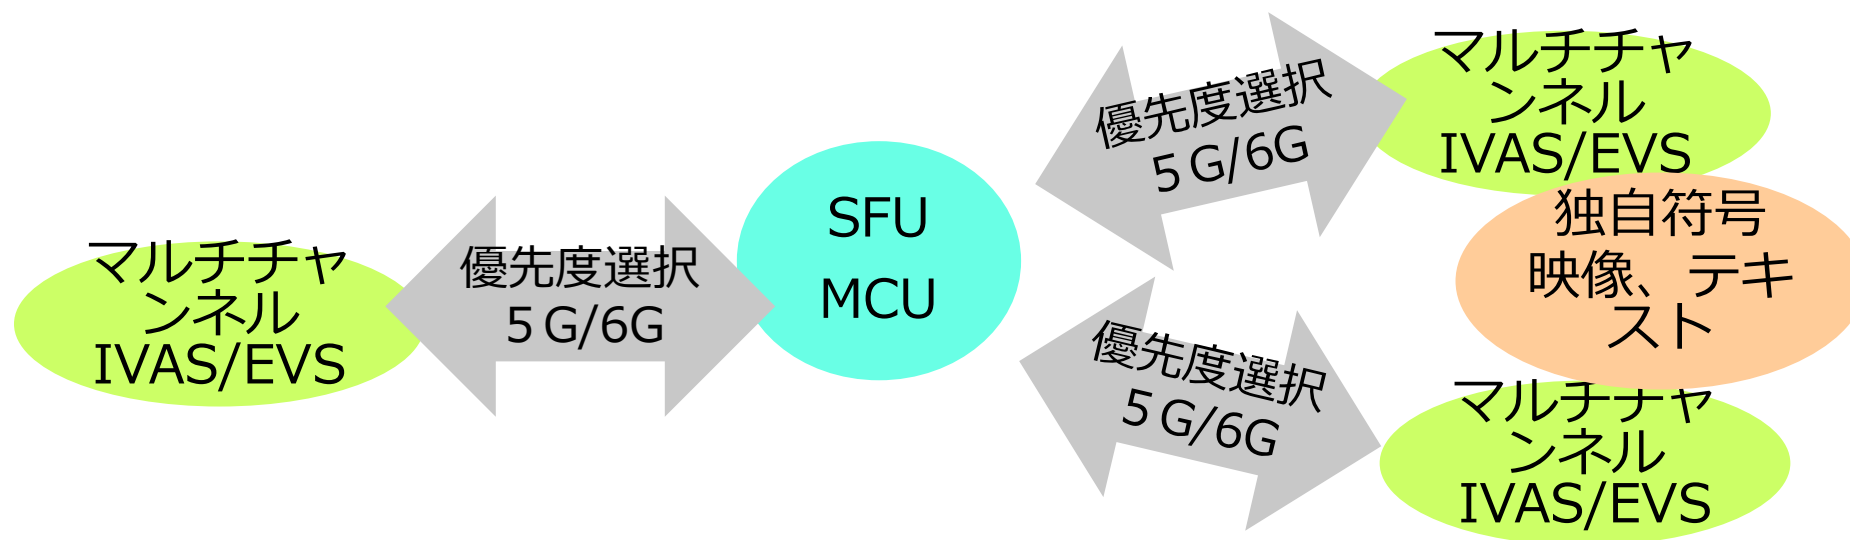 マルチチャ
ンネル
IVAS/EVS
優先度選択
５G/6G
SFU
MCU
優先度選択
５G/6G
優先度選択
５G/6G
マルチチャ
ンネル
IVAS/EVS
独自符号
映像、テキ
スト
マルチチャ
ンネル
IVAS/EVS